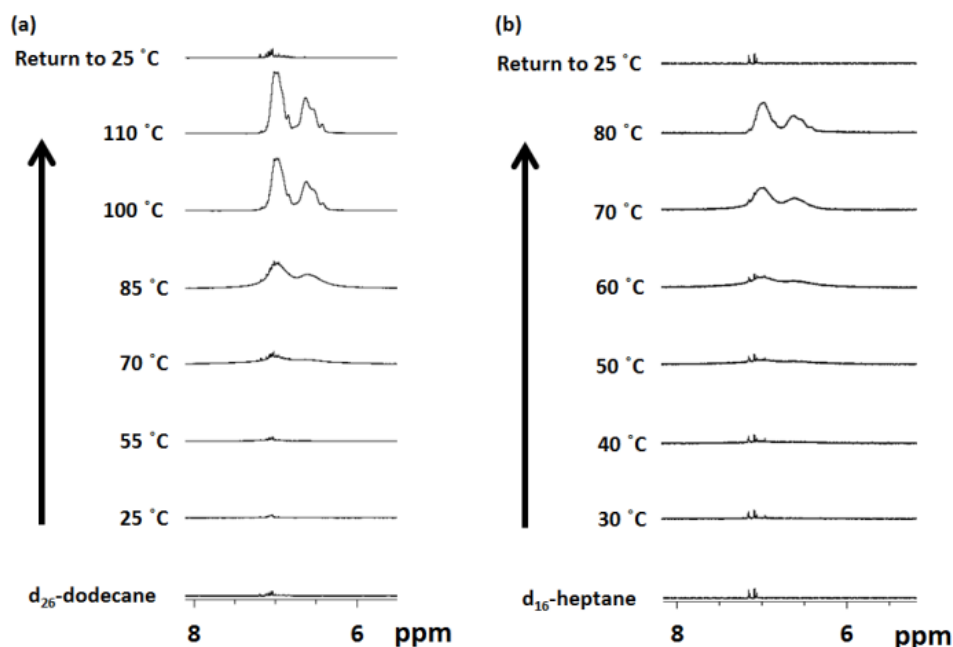 (a)
Return to 25 ˚C
110 ˚C
100 ˚C
85 ˚C
70 ˚C
55 ˚C
25 ˚C
d₂₆-dodecane
8 6 ppm
(b)
Return to 25 ˚C
80 ˚C
70 ˚C
60 ˚C
50 ˚C
40 ˚C
30 ˚C
d₁₆-heptane
8 6 ppm